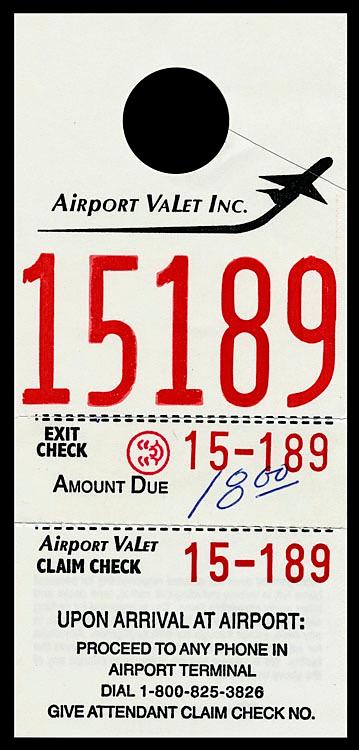 AIRPORT VALET INC.
15189
EXIT
CHECK
15-189
AMOUNT DUE
18.00
AIRPORT VALET
CLAIM CHECK
15-189
UPON ARRIVAL AT AIRPORT:
PROCEED TO ANY PHONE IN
AIRPORT TERMINAL
DIAL 1-800-825-3826
GIVE ATTENDANT CLAIM CHECK NO.